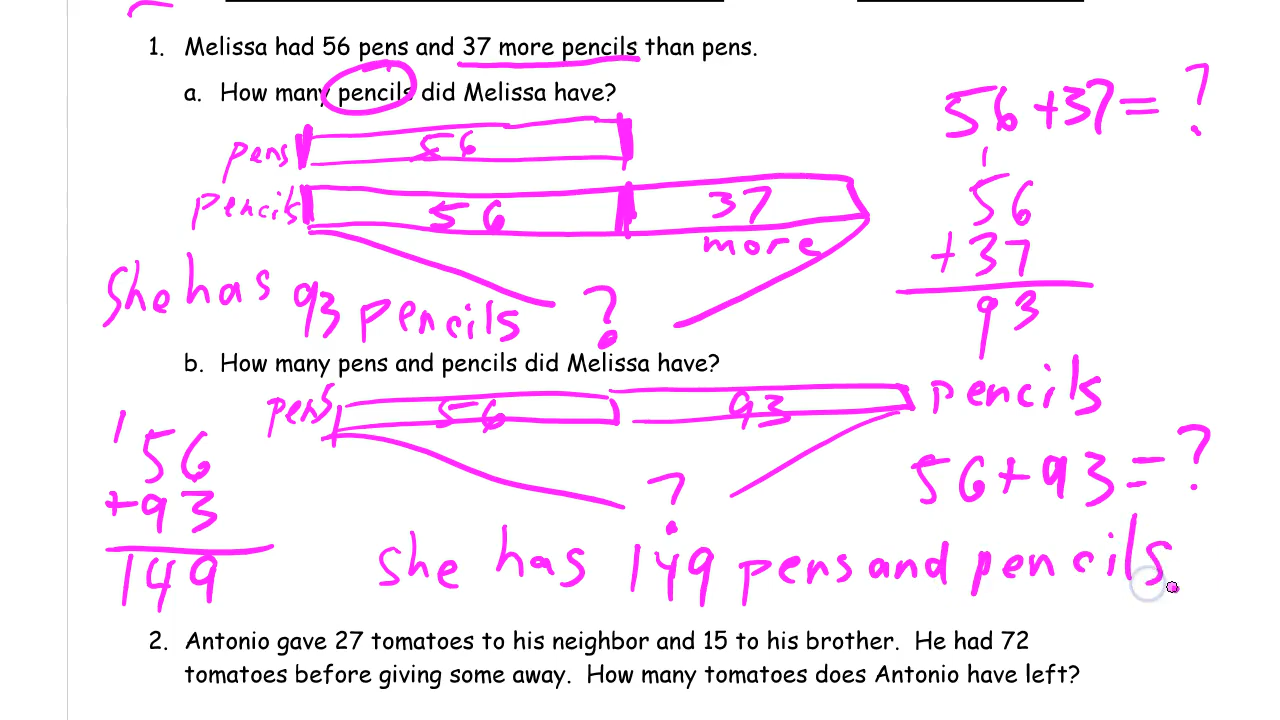 1. Melissa had 56 pens and 37 more pencils than pens.
a. How many pencils did Melissa have?
56+37=?
pens 56
pencils 56 37
more
1
56
+37
93
She has 93 pencils ?
b. How many pens and pencils did Melissa have?
pens 56 93 pencils
1
56
+93
149
56+93=?
?
she has 149 pens and pencils.
2. Antonio gave 27 tomatoes to his neighbor and 15 to his brother. He had 72
tomatoes before giving some away. How many tomatoes does Antonio have left?